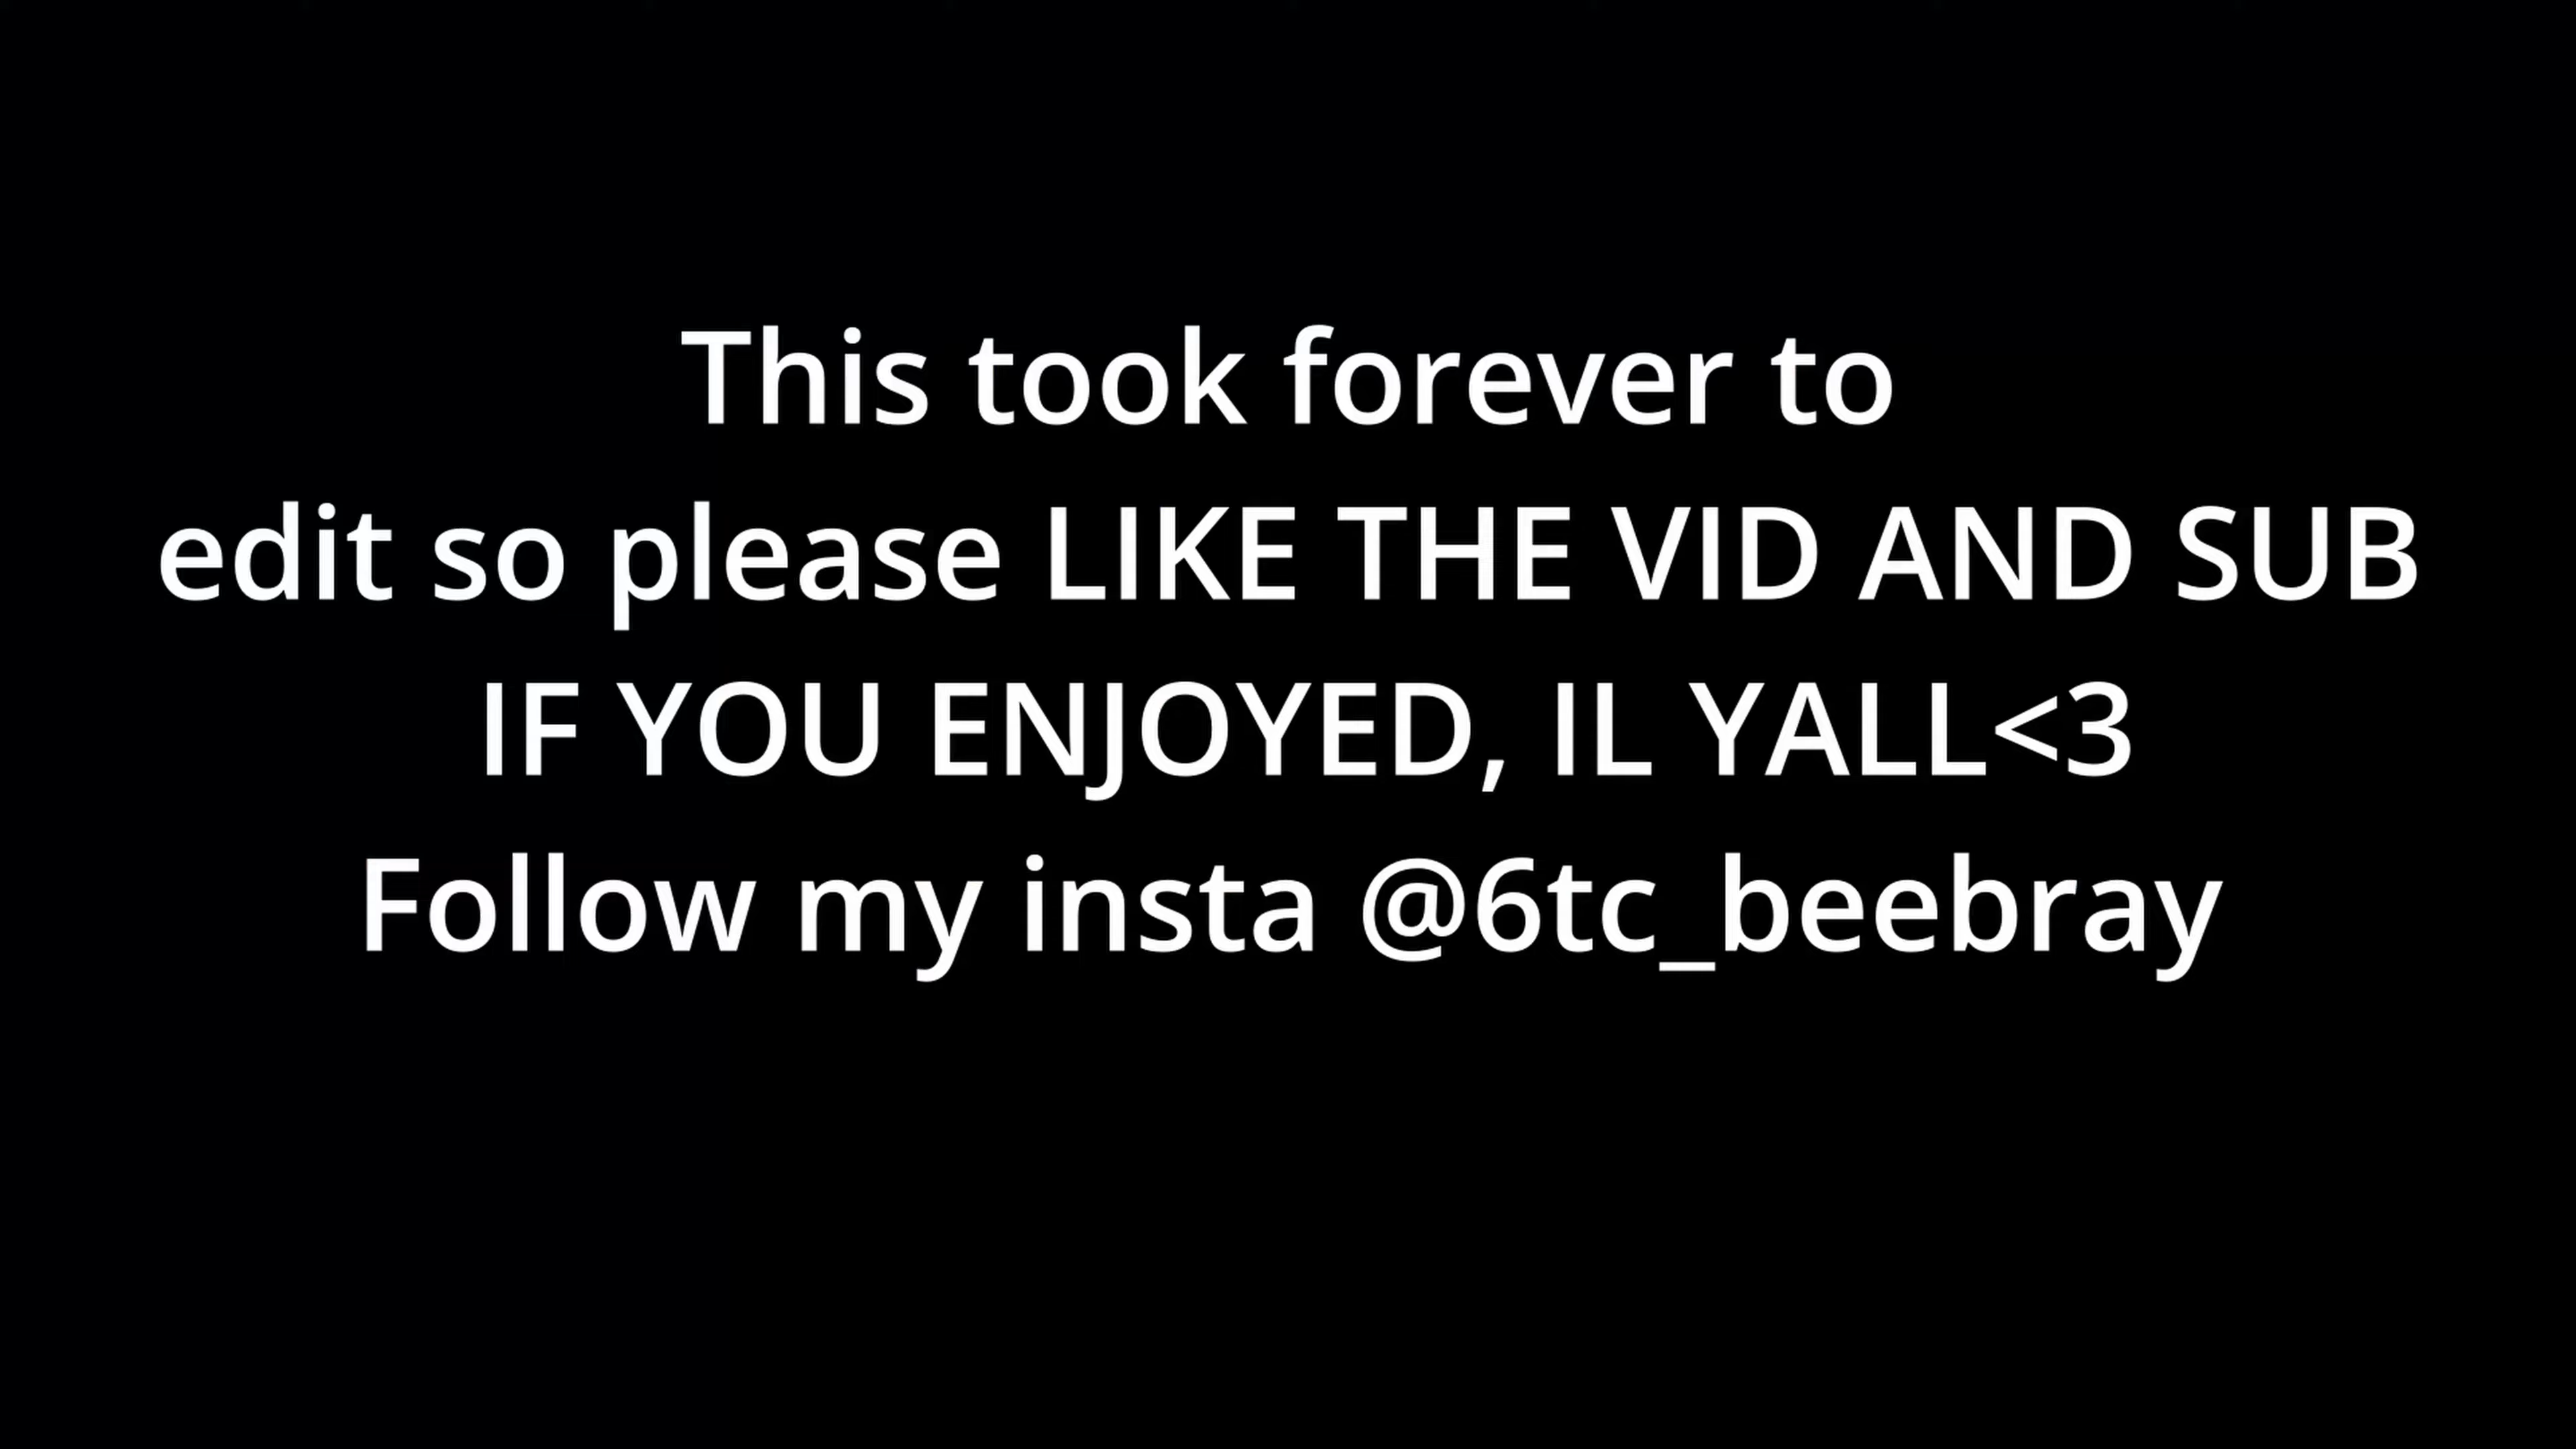 This took forever to
edit so please LIKE THE VID AND SUB
IF YOU ENJOYED, IL YALL<3
Follow my insta @6tc_beebray